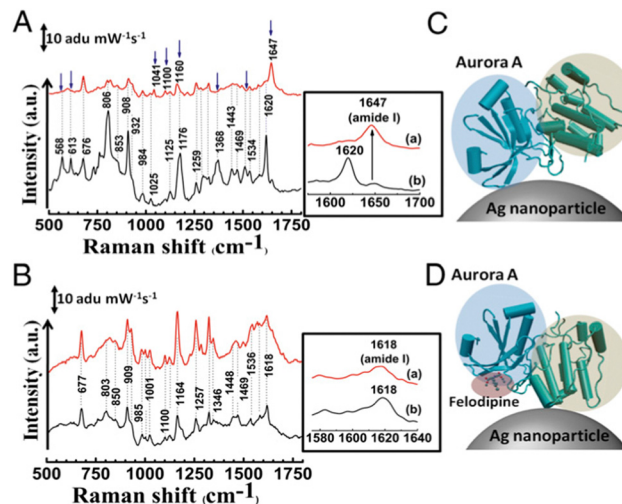 A
10 adu mW⁻¹s⁻¹
Intensity (a.u.)
568
613
676
806
853
908
932
984
1025
1041
1100
1125
1160
1176
1259
1368
1443
1469
1534
1647
1620
500 750 1000 1250 1500 1750
Raman shift (cm⁻¹)
1647
(amide I)
(a)
1620
(b)
1600 1650 1700
C
Aurora A
Ag nanoparticle
B
10 adu mW⁻¹s⁻¹
Intensity (a.u.)
677
803
850
909
985
1001
1100
1164
1257
1346
1448
1469
1536
1618
500 750 1000 1250 1500 1750
Raman shift (cm⁻¹)
1618
(amide I)
(a)
1618
(b)
1580 1600 1620 1640
D
Aurora A
Felodipine
Ag nanoparticle